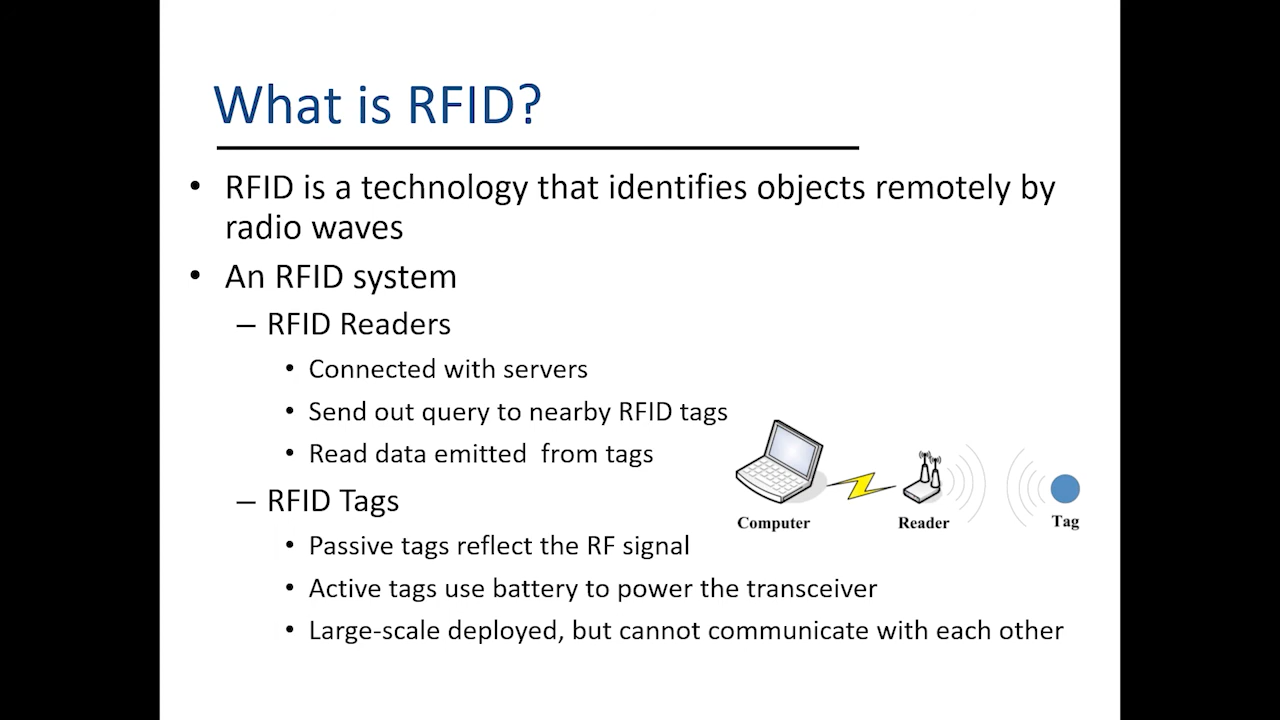 What is RFID?
• RFID is a technology that identifies objects remotely by
radio waves
• An RFID system
– RFID Readers
• Connected with servers
• Send out query to nearby RFID tags
• Read data emitted  from tags
– RFID Tags
• Passive tags reflect the RF signal
• Active tags use battery to power the transceiver
• Large-scale deployed, but cannot communicate with each other
Computer
Reader
Tag